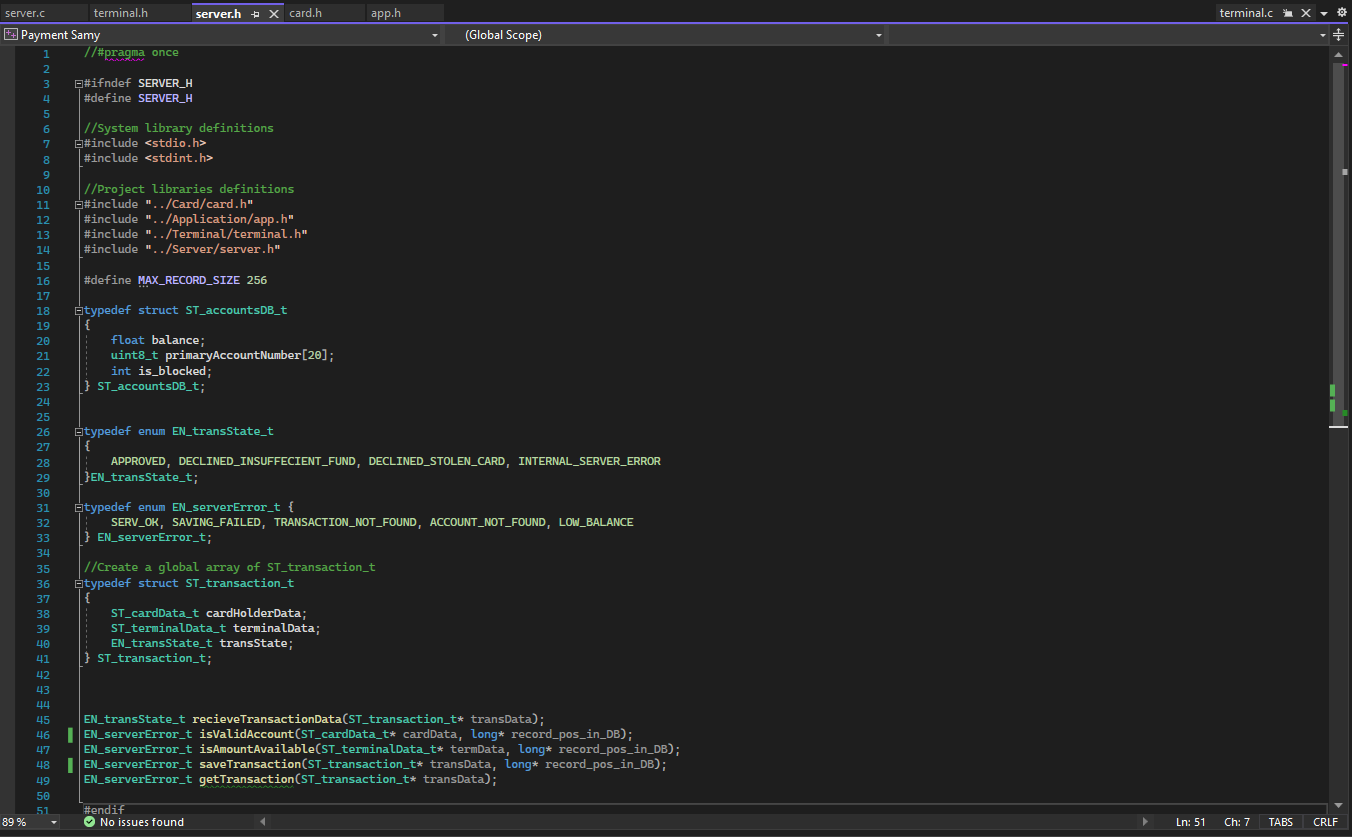 server.c terminal.h server.h card.h app.h terminal.c
Payment Samy (Global Scope)
1 //#pragma once
2
3 #ifndef SERVER_H
4 #define SERVER_H
5
6 //System library definitions
7 #include <stdio.h>
8 #include <stdint.h>
9
10 //Project libraries definitions
11 #include "../Card/card.h"
12 #include "../Application/app.h"
13 #include "../Terminal/terminal.h"
14 #include "../Server/server.h"
15
16 #define MAX_RECORD_SIZE 256
17
18 typedef struct ST_accountsDB_t
19 {
20 float balance;
21 uint8_t primaryAccountNumber[20];
22 int is_blocked;
23 } ST_accountsDB_t;
24
25
26 typedef enum EN_transState_t
27 {
28 APPROVED, DECLINED_INSUFFECIENT_FUND, DECLINED_STOLEN_CARD, INTERNAL_SERVER_ERROR
29 }EN_transState_t;
30
31 typedef enum EN_serverError_t {
32 SERV_OK, SAVING_FAILED, TRANSACTION_NOT_FOUND, ACCOUNT_NOT_FOUND, LOW_BALANCE
33 } EN_serverError_t;
34
35 //Create a global array of ST_transaction_t
36 typedef struct ST_transaction_t
37 {
38 ST_cardData_t cardHolderData;
39 ST_terminalData_t terminalData;
40 EN_transState_t transState;
41 } ST_transaction_t;
42
43
44
45 EN_transState_t recieveTransactionData(ST_transaction_t* transData);
46 EN_serverError_t isValidAccount(ST_cardData_t* cardData, long* record_pos_in_DB);
47 EN_serverError_t isAmountAvailable(ST_terminalData_t* termData, long* record_pos_in_DB);
48 EN_serverError_t saveTransaction(ST_transaction_t* transData, long* record_pos_in_DB);
49 EN_serverError_t getTransaction(ST_transaction_t* transData);
50
51 #endif
89 % No issues found Ln: 51 Ch: 7 TABS CRLF